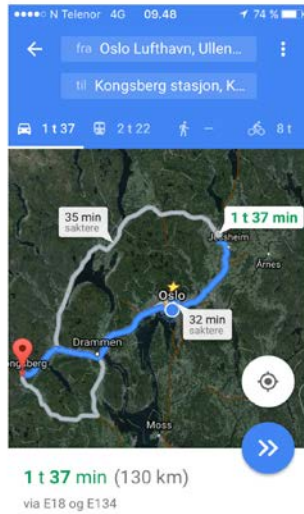 N Telenor 4G 09.48 74 %
fra Oslo Lufthavn, Ullen...
til Kongsberg stasjon, K...
1 t 37 2 t 22 – 8 t
35 min
saktere
1 t 37 min
Jessheim
Årnes
Oslo
32 min
saktere
Drammen
Moss
1 t 37 min (130 km)
via E18 og E134